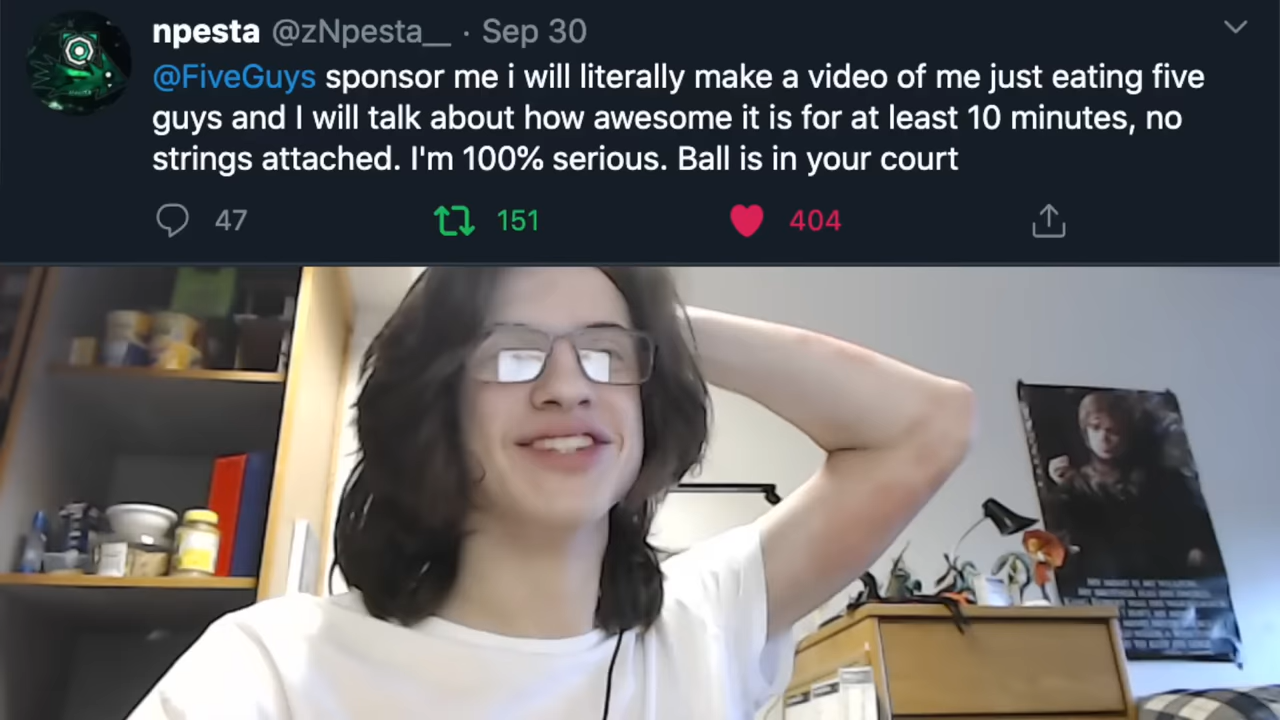 npesta @zNpesta__ · Sep 30
@FiveGuys sponsor me i will literally make a video of me just eating five
guys and I will talk about how awesome it is for at least 10 minutes, no
strings attached. I'm 100% serious. Ball is in your court
47 151 404